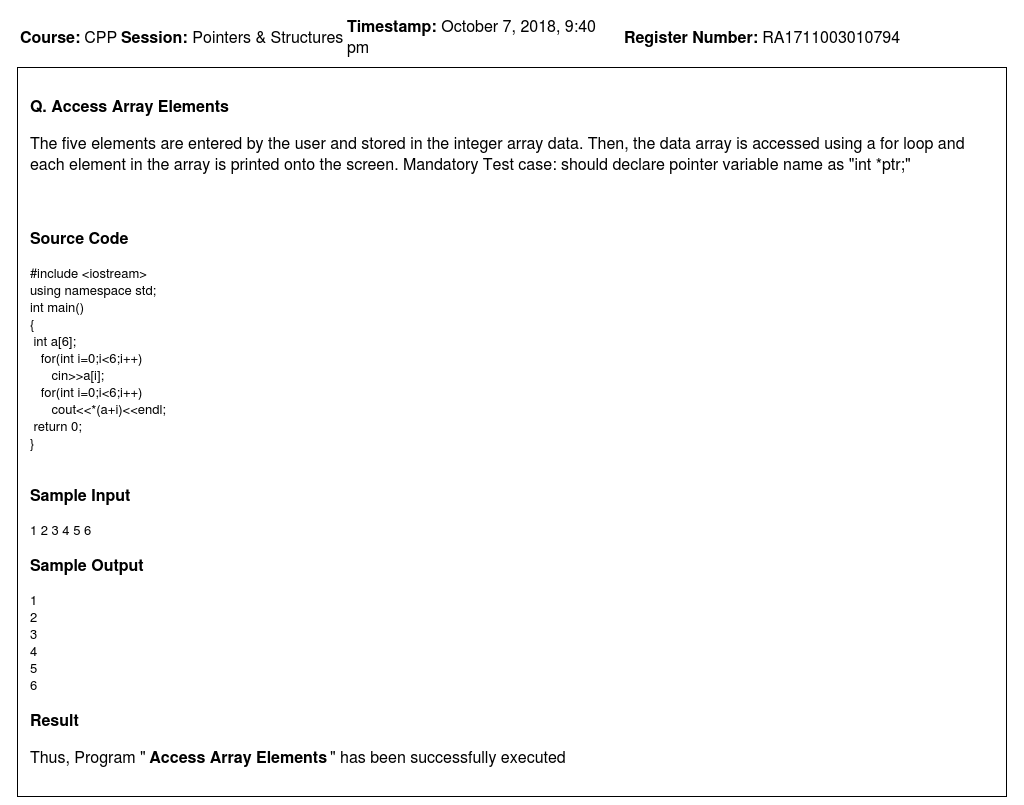 Course: CPP Session: Pointers & Structures Timestamp: October 7, 2018, 9:40 pm Register Number: RA1711003010794
Q. Access Array Elements
The five elements are entered by the user and stored in the integer array data. Then, the data array is accessed using a for loop and
each element in the array is printed onto the screen. Mandatory Test case: should declare pointer variable name as "int *ptr;"
Source Code
#include <iostream>
using namespace std;
int main()
{
int a[6];
for(int i=0;i<6;i++)
cin>>a[i];
for(int i=0;i<6;i++)
cout<<*(a+i)<<endl;
return 0;
}
Sample Input
1 2 3 4 5 6
Sample Output
1
2
3
4
5
6
Result
Thus, Program " Access Array Elements " has been successfully executed